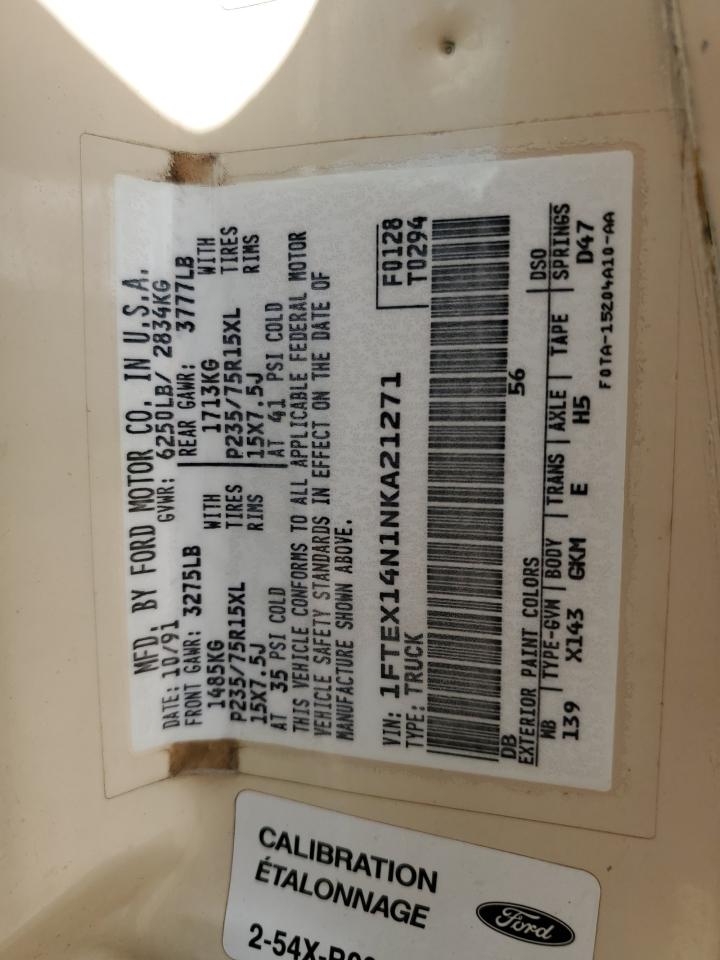 MFD. BY FORD MOTOR CO. IN U.S.A.
DATE: 10/91 GVWR: 6250LB/ 2834KG
FRONT GAWR: 3275LB REAR GAWR: 3777LB
1485KG WITH 1713KG WITH
P235/75R15XL TIRES P235/75R15XL TIRES
15X7.5J RIMS 15X7.5J RIMS
AT 35 PSI COLD AT 41 PSI COLD
THIS VEHICLE CONFORMS TO ALL APPLICABLE FEDERAL MOTOR
VEHICLE SAFETY STANDARDS IN EFFECT ON THE DATE OF
MANUFACTURE SHOWN ABOVE.
VIN: 1FTEX14N1NKA21271 F0128
TYPE: TRUCK T0294
DB 56
EXTERIOR PAINT COLORS DSO
WB TYPE-GVM BODY TRANS AXLE TAPE SPRINGS
139 X143 GKM E H5 D47
F0TA-15204A10-AA
CALIBRATION
ÉTALONNAGE
Ford